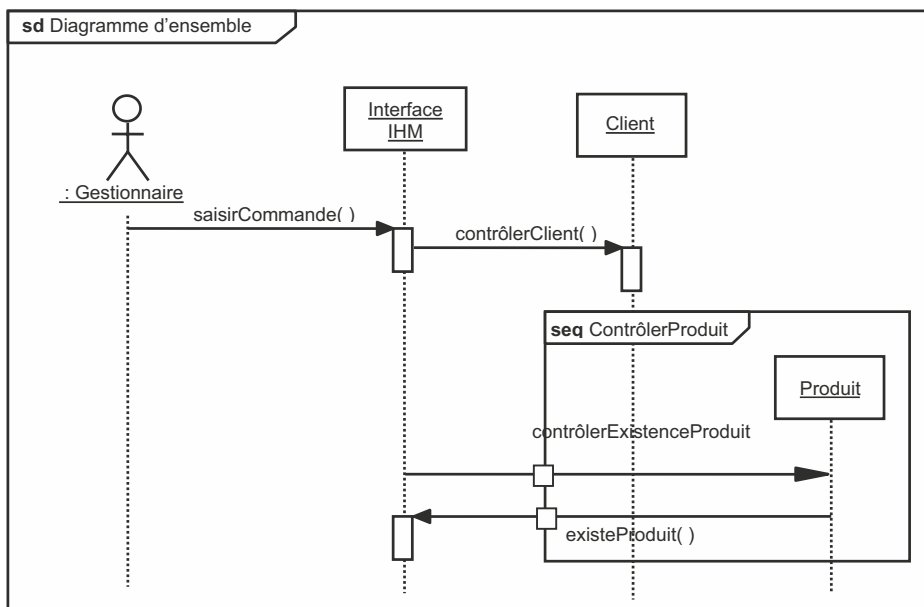 sd Diagramme d'ensemble
Interface
IHM
Client
: Gestionnaire
saisirCommande( )
contrôlerClient( )
seq ContrôlerProduit
Produit
contrôlerExistenceProduit
existeProduit( )